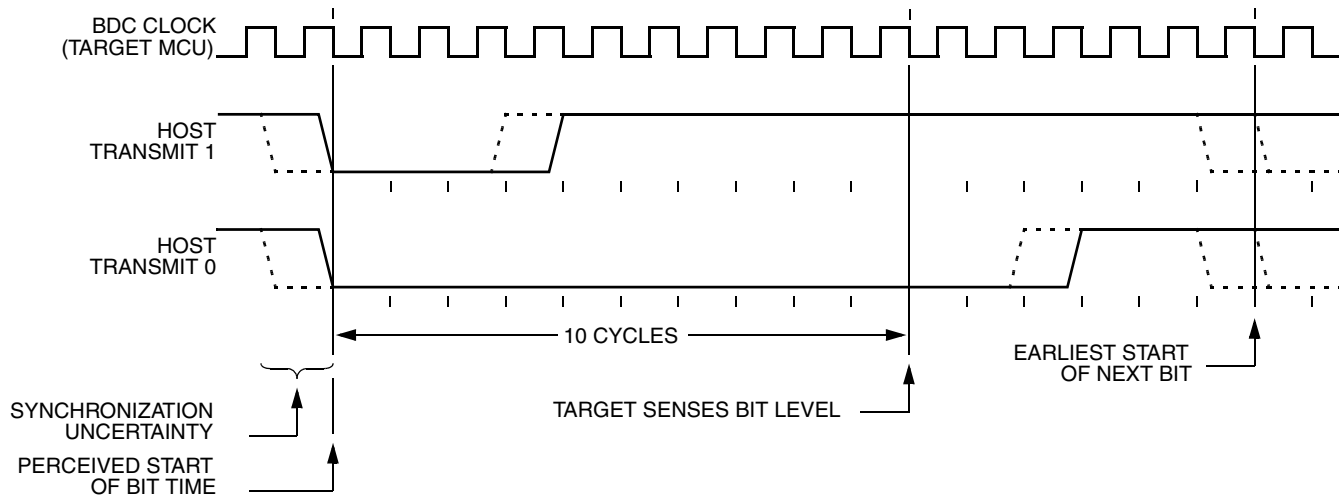 BDC CLOCK
(TARGET MCU)
HOST
TRANSMIT 1
HOST
TRANSMIT 0
10 CYCLES
EARLIEST START
OF NEXT BIT
TARGET SENSES BIT LEVEL
SYNCHRONIZATION
UNCERTAINTY
PERCEIVED START
OF BIT TIME